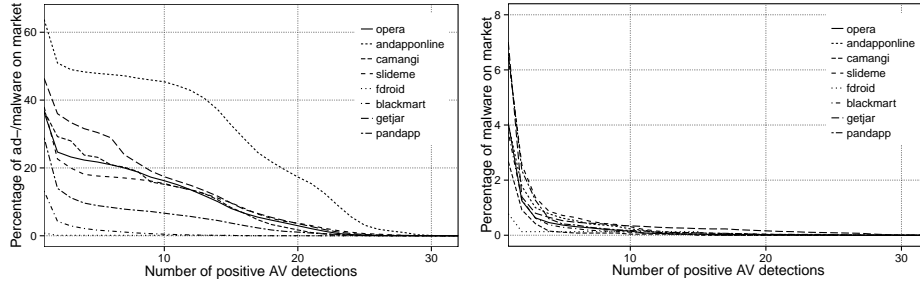 Percentage of ad−/malware on market
60
40
20
0
10
20
30
Number of positive AV detections
opera
andapponline
camangi
slideme
fdroid
blackmart
getjar
pandapp
Percentage of malware on market
8
6
4
2
0
10
20
30
Number of positive AV detections
opera
andapponline
camangi
slideme
fdroid
blackmart
getjar
pandapp